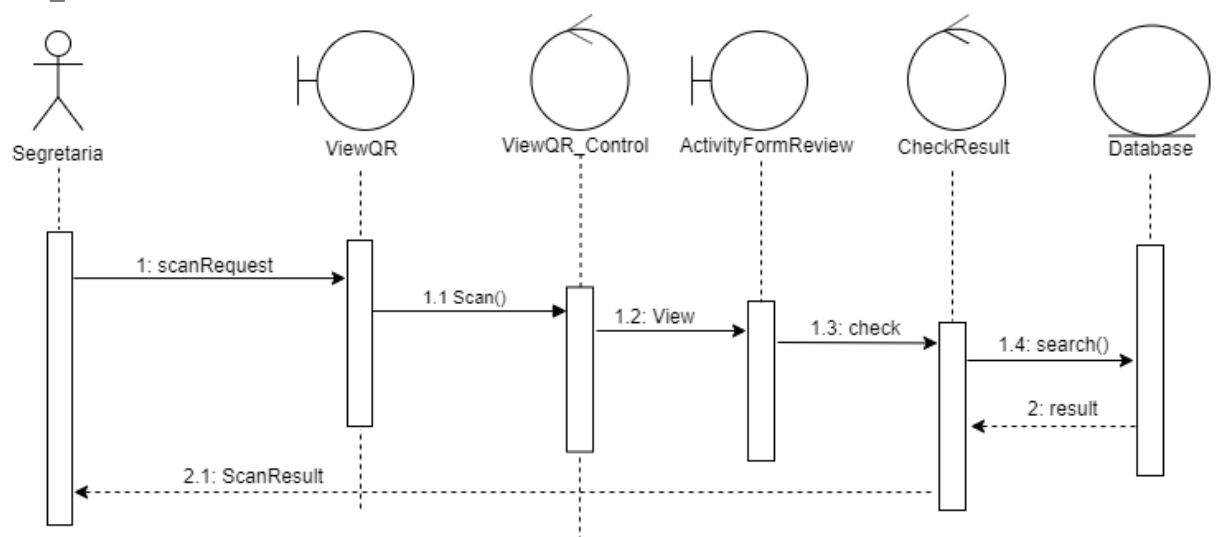 Segretaria
ViewQR
ViewQR_Control
ActivityFormReview
CheckResult
Database
1: scanRequest
1.1 Scan()
1.2: View
1.3: check
1.4: search()
2: result
2.1: ScanResult